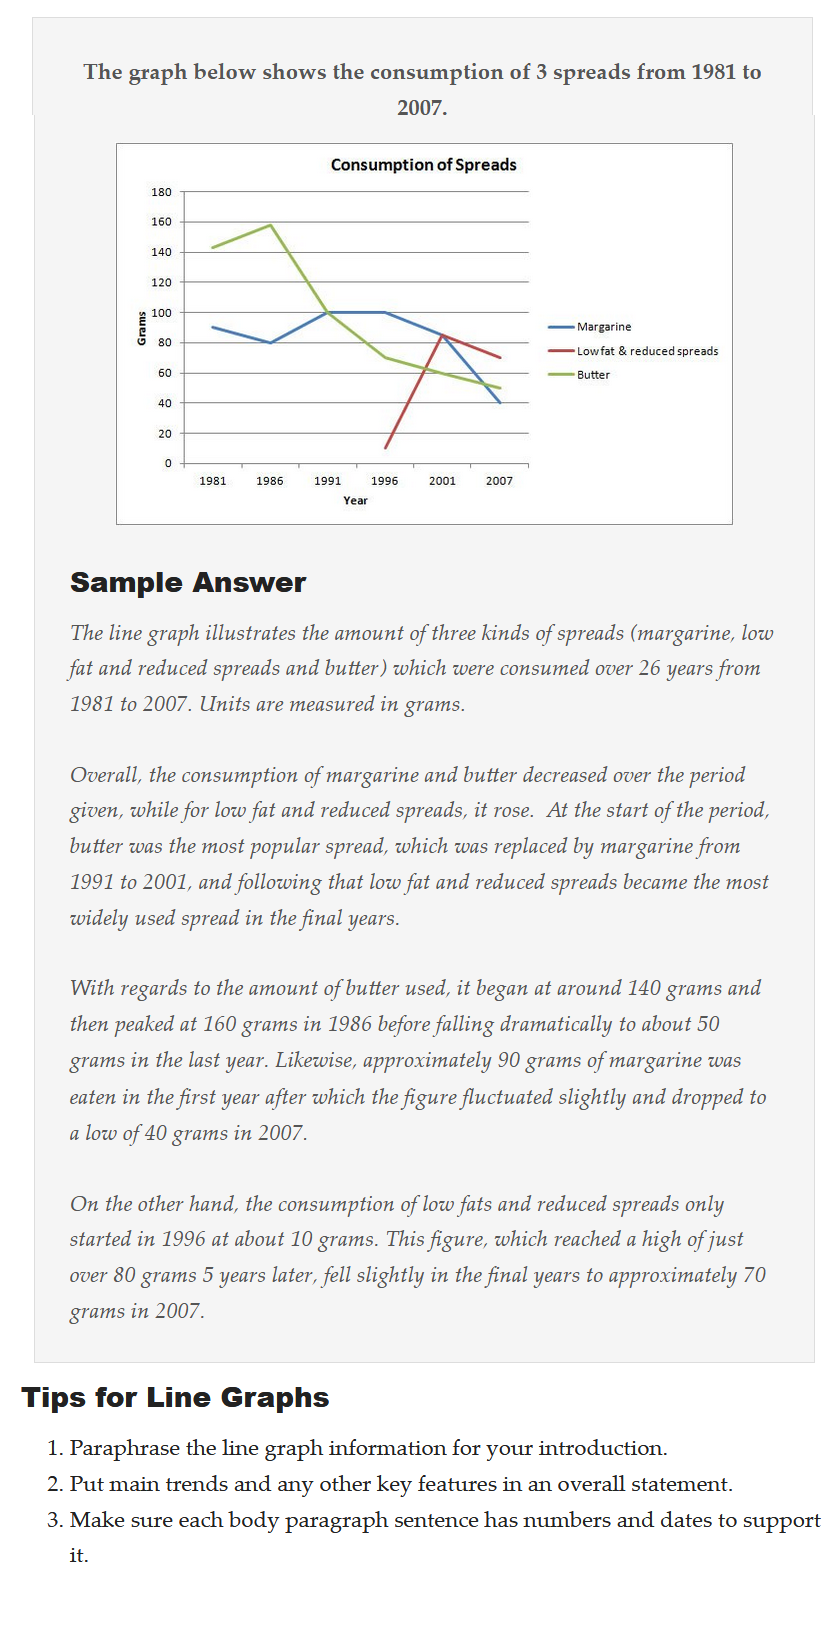 The graph below shows the consumption of 3 spreads from 1981 to
2007.
Consumption of Spreads
180
160
140
120
100
80
60
40
20
0
Grams
1981 1986 1991 1996 2001 2007
Year
Margarine
Low fat & reduced spreads
Butter
Sample Answer
The line graph illustrates the amount of three kinds of spreads (margarine, low
fat and reduced spreads and butter) which were consumed over 26 years from
1981 to 2007. Units are measured in grams.
Overall, the consumption of margarine and butter decreased over the period
given, while for low fat and reduced spreads, it rose.  At the start of the period,
butter was the most popular spread, which was replaced by margarine from
1991 to 2001, and following that low fat and reduced spreads became the most
widely used spread in the final years.
With regards to the amount of butter used, it began at around 140 grams and
then peaked at 160 grams in 1986 before falling dramatically to about 50
grams in the last year. Likewise, approximately 90 grams of margarine was
eaten in the first year after which the figure fluctuated slightly and dropped to
a low of 40 grams in 2007.
On the other hand, the consumption of low fats and reduced spreads only
started in 1996 at about 10 grams. This figure, which reached a high of just
over 80 grams 5 years later, fell slightly in the final years to approximately 70
grams in 2007.
Tips for Line Graphs
1. Paraphrase the line graph information for your introduction.
2. Put main trends and any other key features in an overall statement.
3. Make sure each body paragraph sentence has numbers and dates to support
it.